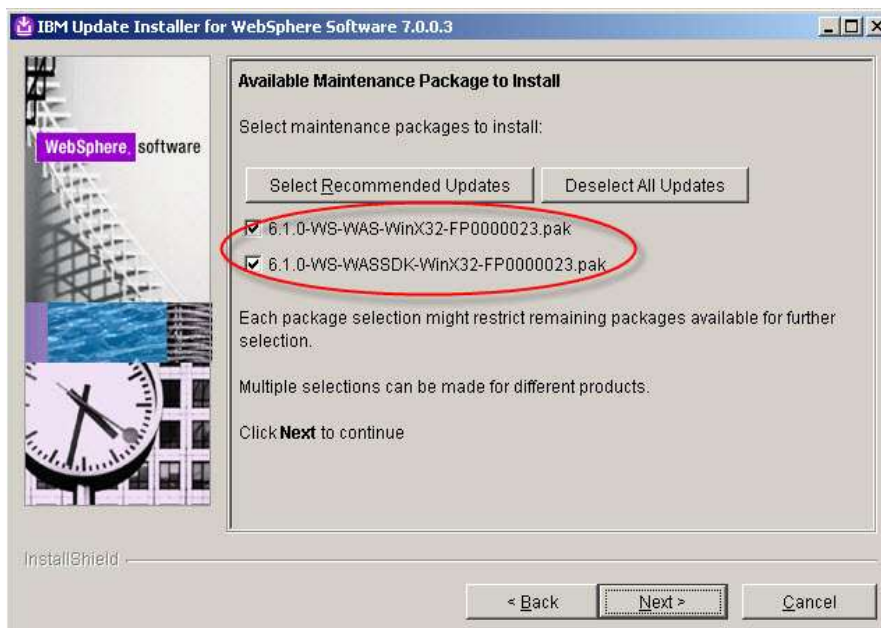 IBM Update Installer for WebSphere Software 7.0.0.3
WebSphere. software
Available Maintenance Package to Install
Select maintenance packages to install:
Select Recommended Updates
Deselect All Updates
6.1.0-WS-WAS-WinX32-FP0000023.pak
6.1.0-WS-WASSDK-WinX32-FP0000023.pak
Each package selection might restrict remaining packages available for further
selection.
Multiple selections can be made for different products.
Click Next to continue
InstallShield
< Back
Next >
Cancel